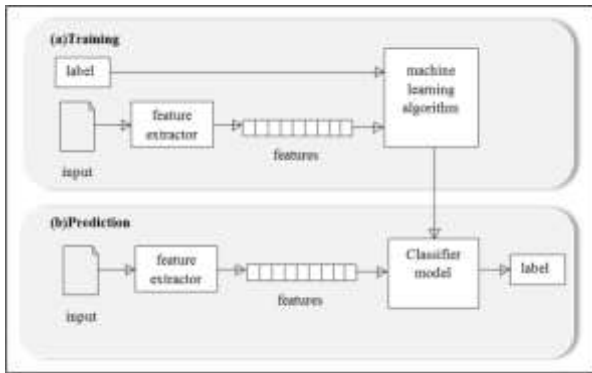 (a)Training
label
machine
learning
algorithm
feature
extractor
features
input
(b)Prediction
feature
extractor
Classifier
model
label
features
input